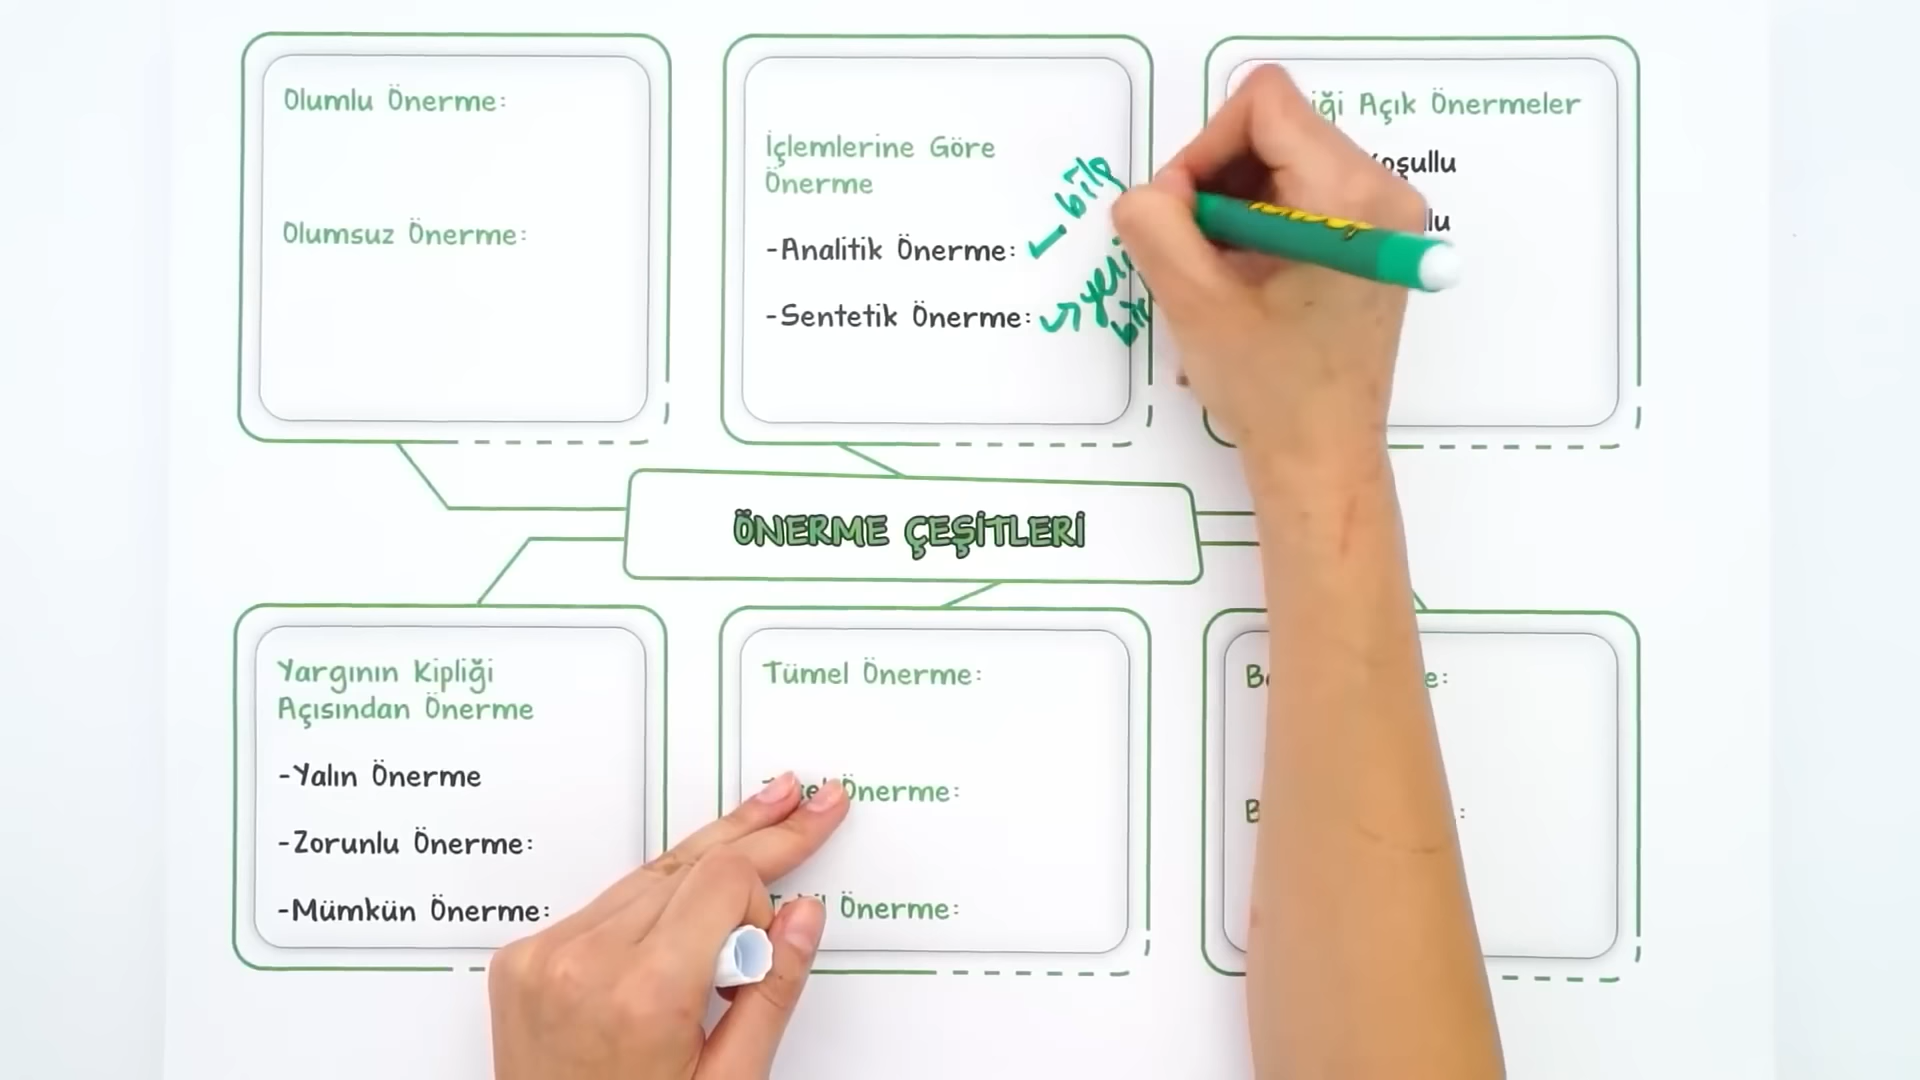 Olumlu Önerme:
Olumsuz Önerme:
İçlemlerine Göre
Önerme
-Analitik Önerme:
-Sentetik Önerme:
Açık Önermeler
ÖNERME ÇEŞİTLERİ
Yargının Kipliği
Açısından Önerme
-Yalın Önerme
-Zorunlu Önerme:
-Mümkün Önerme:
Tümel Önerme:
Önerme:
Önerme: